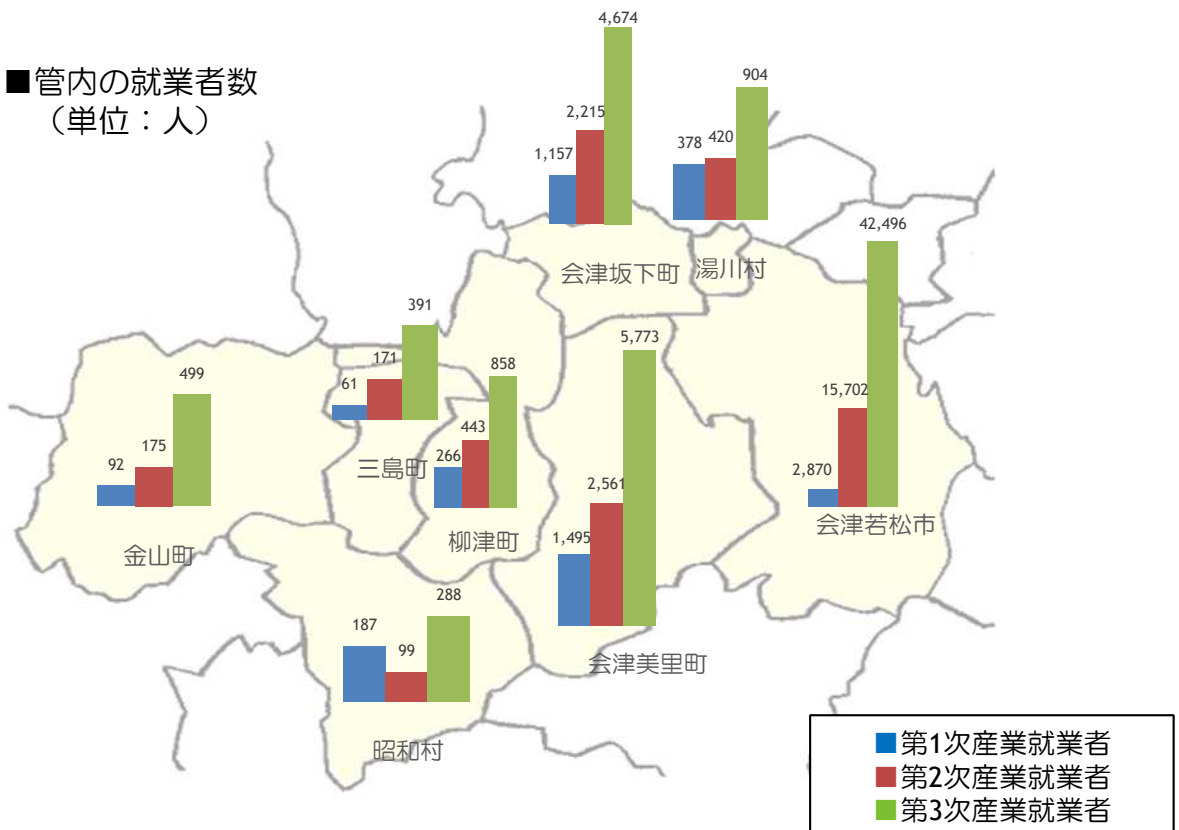 ■管内の就業者数
（単位：人）
4,674
2,215
1,157
904
420
378
会津坂下町
湯川村
42,496
15,702
2,870
会津若松市
391
171
61
三島町
499
175
92
金山町
858
443
266
柳津町
5,773
2,561
1,495
会津美里町
288
187
99
昭和村
■第1次産業就業者
■第2次産業就業者
■第3次産業就業者